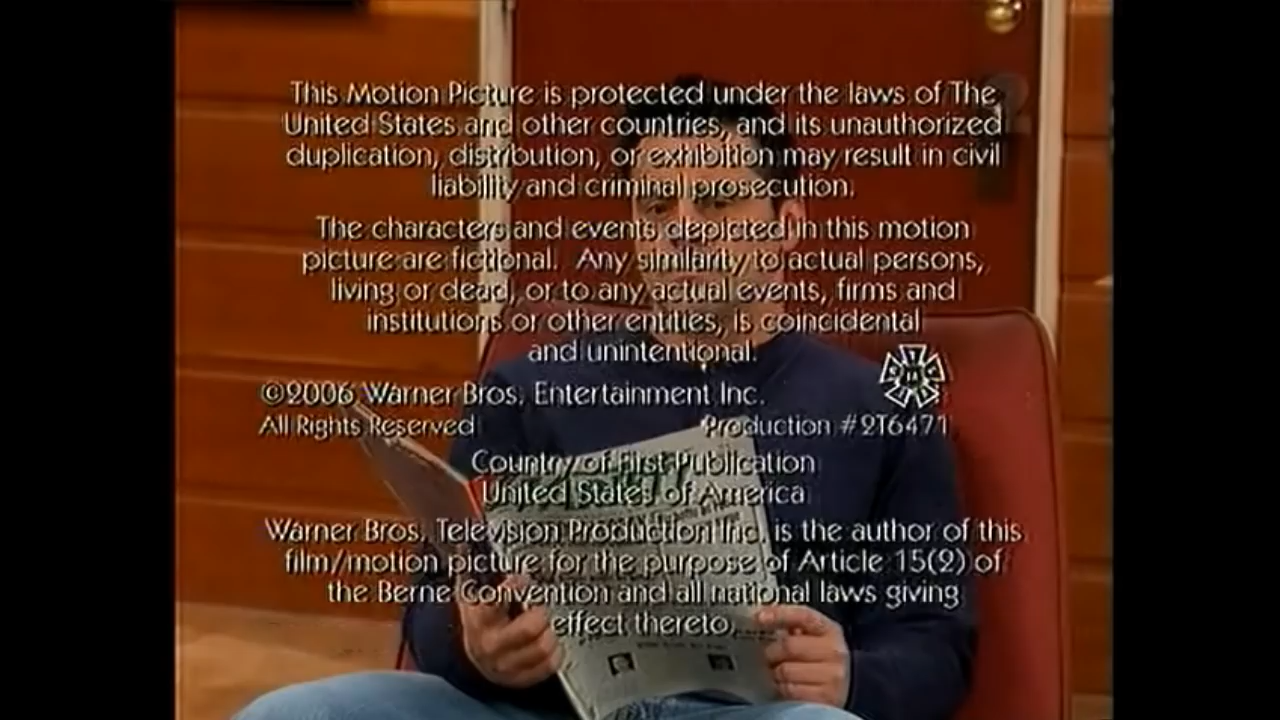 This Motion Picture is protected under the laws of The
United States and other countries, and its unauthorized
duplication, distribution, or exhibition may result in civil
liability and criminal prosecution.
The characters and events depicted in this motion
picture are fictional. Any similarity to actual persons,
living or dead, or to any actual events, firms and
institutions or other entities, is coincidental
and unintentional.
©2006 Warner Bros. Entertainment Inc.
All Rights Reserved Production #2T6471
Country of First Publication
United States of America
Warner Bros. Television Production Inc. is the author of this
film/motion picture for the purpose of Article 15(2) of
the Berne Convention and all national laws giving
effect thereto.